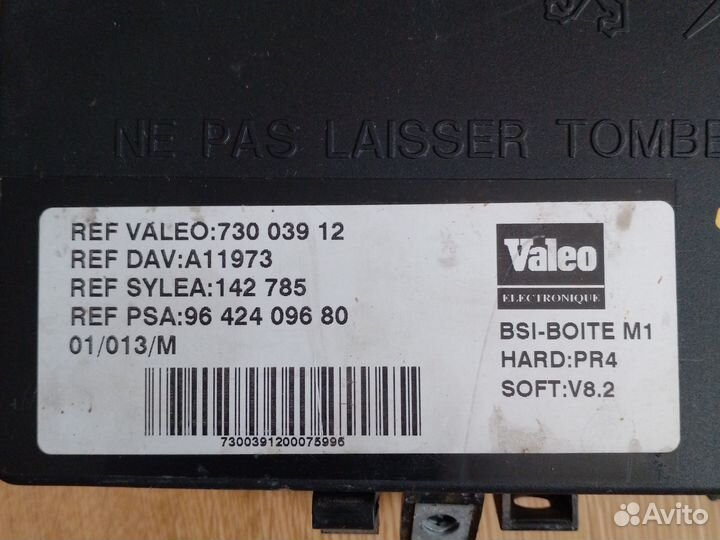 NE PAS LAISSER TOMBE
REF VALEO:730 039 12
REF DAV:A11973
REF SYLEA:142 785
REF PSA:96 424 096 80
01/013/M
7300391200075996
Valeo
ELECTRONIQUE
BSI-BOITE M1
HARD:PR4
SOFT:V8.2
Avito